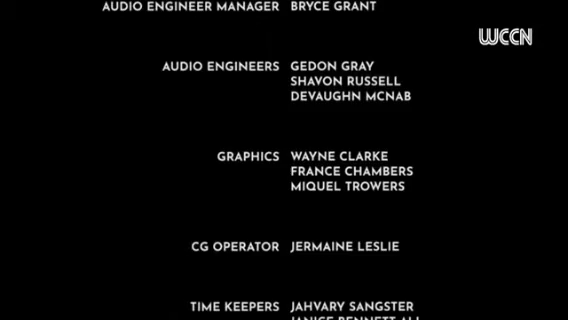 AUDIO ENGINEER MANAGER BRYCE GRANT
WCCN
AUDIO ENGINEERS GEDON GRAY
SHAVON RUSSELL
DEVAUGHN MCNAB
GRAPHICS WAYNE CLARKE
FRANCE CHAMBERS
MIQUEL TROWERS
CG OPERATOR JERMAINE LESLIE
TIME KEEPERS JAHVARY SANGSTER